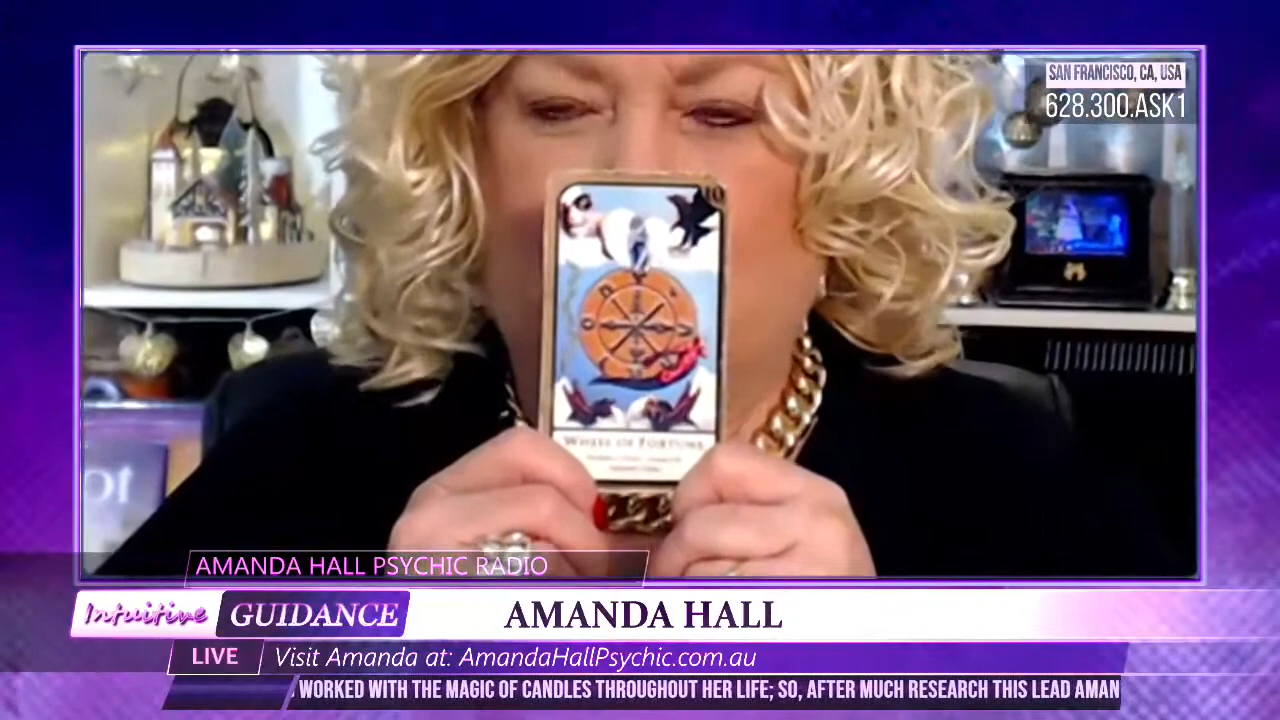 SAN FRANCISCO, CA, USA
628.300.ASK1
10
WHEEL OF FORTUNE
AMANDA HALL PSYCHIC RADIO
Intuitive GUIDANCE
AMANDA HALL
LIVE
Visit Amanda at: AmandaHallPsychic.com.au
WORKED WITH THE MAGIC OF CANDLES THROUGHOUT HER LIFE; SO, AFTER MUCH RESEARCH THIS LEAD AMAN